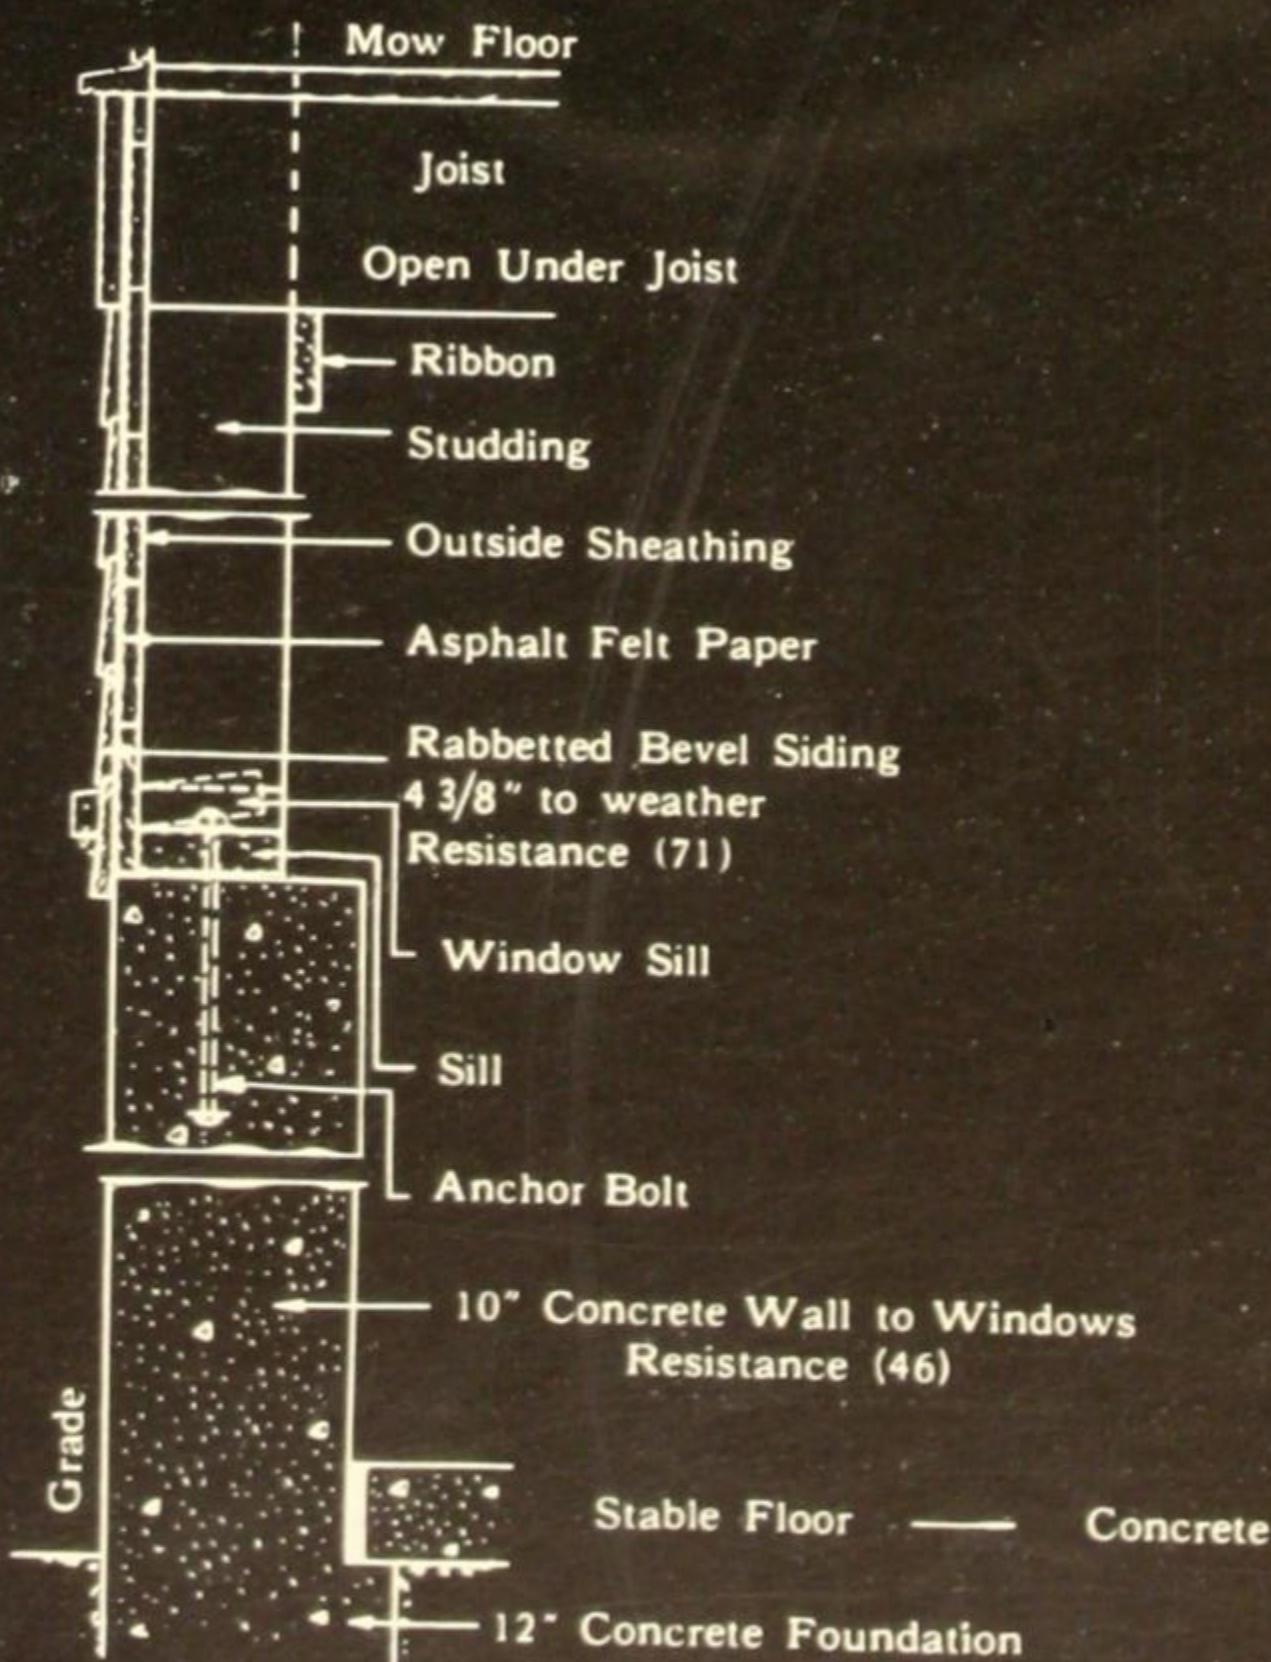 Mow Floor
Joist
Open Under Joist
Ribbon
Studding
Outside Sheathing
Asphalt Felt Paper
Rabbetted Bevel Siding
4 3/8" to weather
Resistance (71)
Window Sill
Sill
Anchor Bolt
10" Concrete Wall to Windows
Resistance (46)
Grade
Stable Floor — Concrete
12" Concrete Foundation